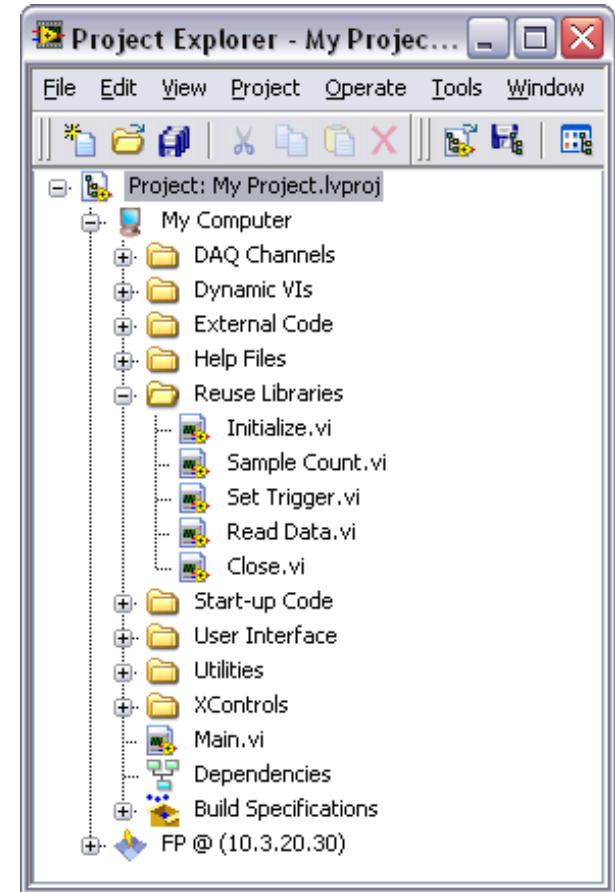 Project Explorer - My Projec...
File Edit View Project Operate Tools Window
Project: My Project.lvproj
My Computer
DAQ Channels
Dynamic VIs
External Code
Help Files
Reuse Libraries
Initialize.vi
Sample Count.vi
Set Trigger.vi
Read Data.vi
Close.vi
Start-up Code
User Interface
Utilities
XControls
Main.vi
Dependencies
Build Specifications
FP @ (10.3.20.30)